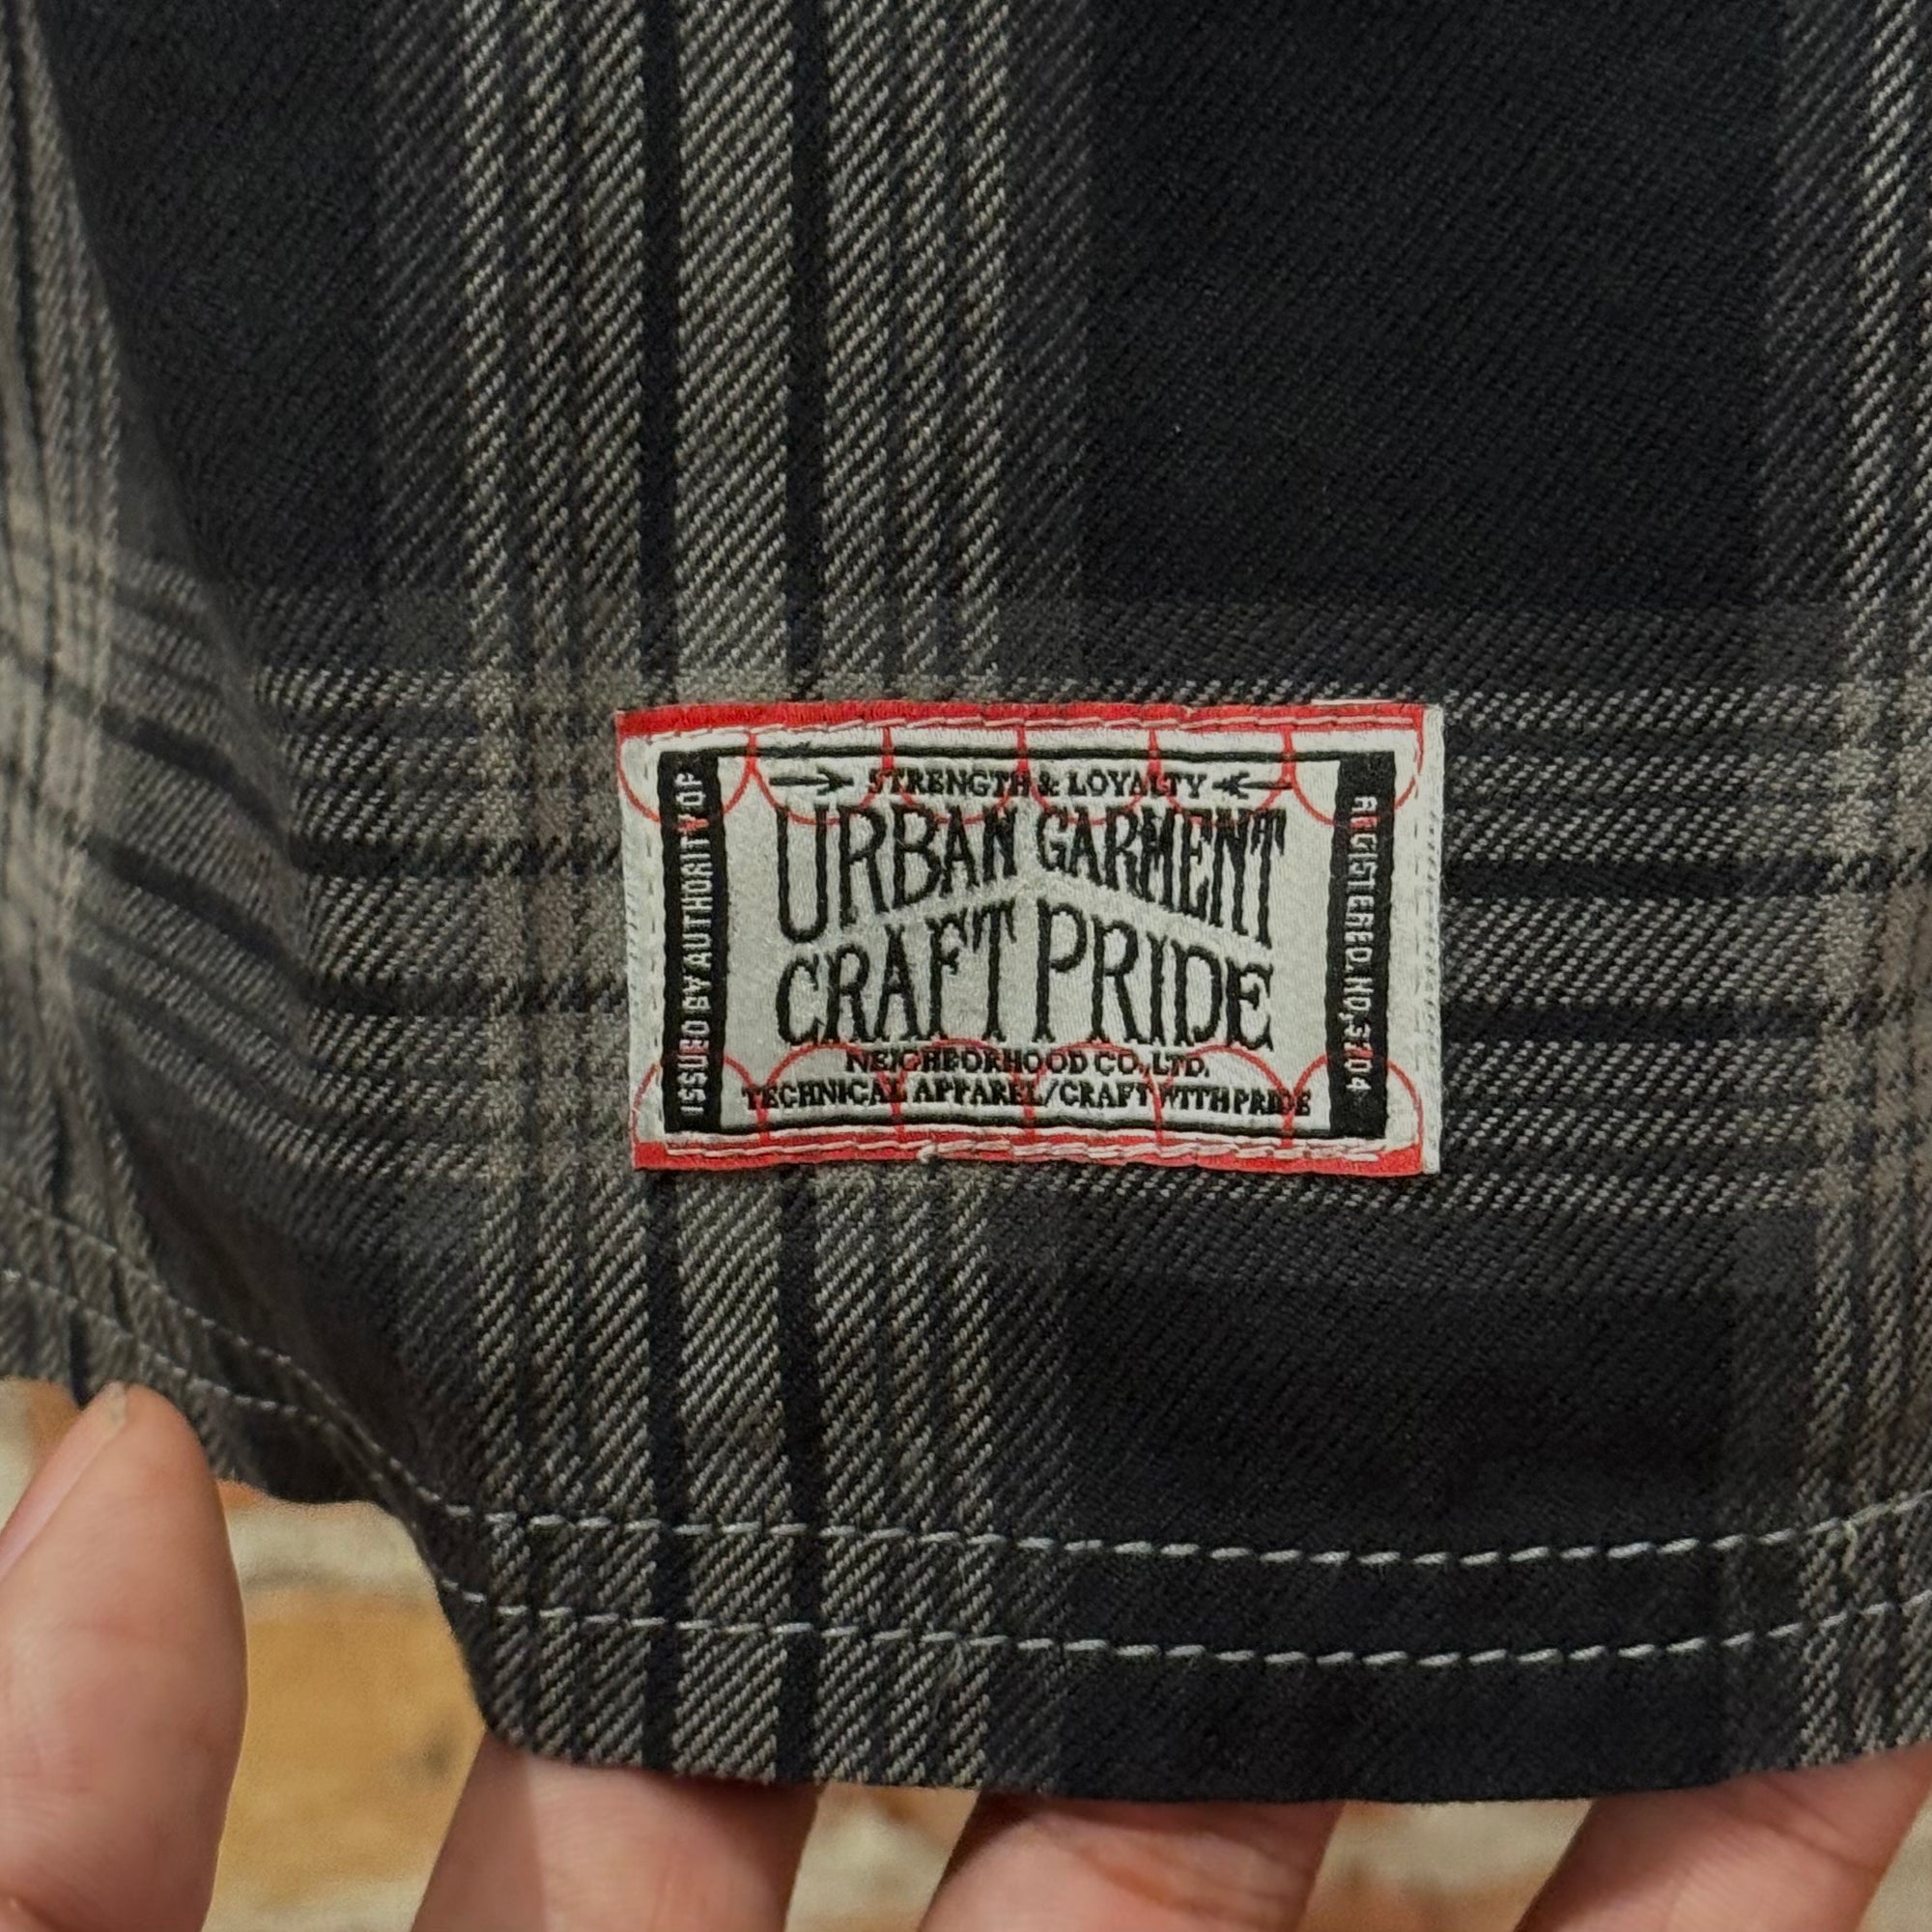 STRENGTH & LOYALTY
URBAN GARMENT
CRAFT PRIDE
NEIGHBORHOOD CO.,LTD.
TECHNICAL APPAREL/CRAFT WITH PRIDE
ISSUED BY AUTHORITY OF
REGISTERED.NO,3704